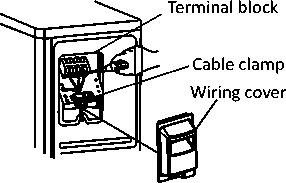 Terminal block
Cable clamp
Wiring cover